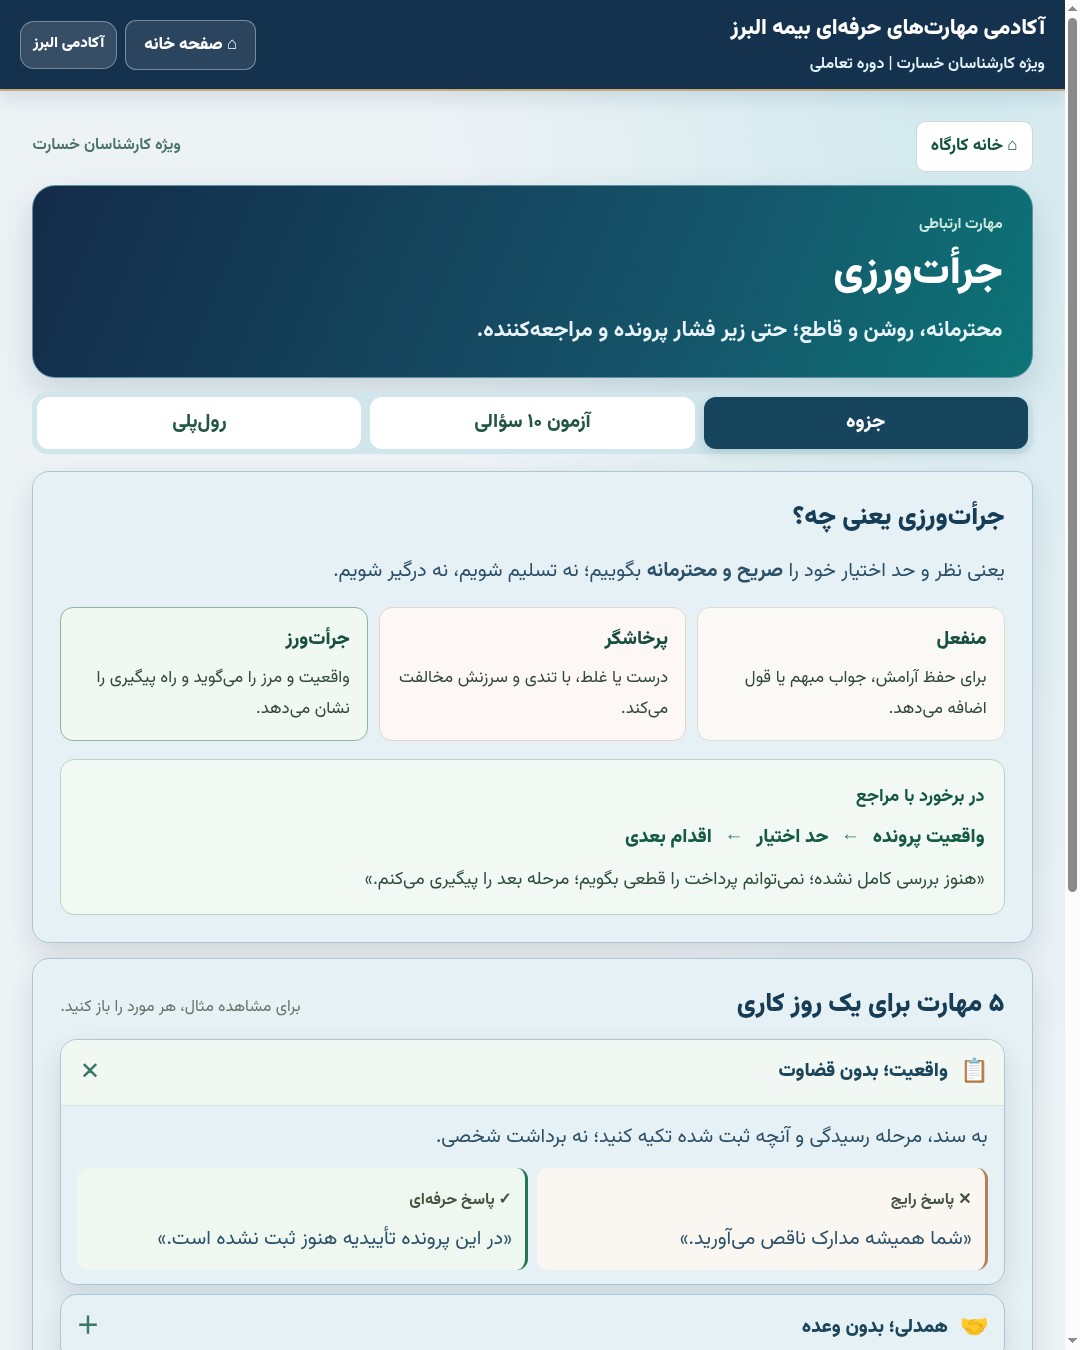 آکادمی مهارت‌های حرفه‌ای بیمه البرز
ویژه کارشناسان خسارت | دوره تعاملی
⌂ صفحه خانه
آکادمی البرز
⌂ خانه کارگاه
ویژه کارشناسان خسارت
مهارت ارتباطی
جرأت‌ورزی
محترمانه، روشن و قاطع؛ حتی زیر فشار پرونده و مراجعه‌کننده.
جزوه
آزمون ۱۰ سؤالی
رول‌پلی
جرأت‌ورزی یعنی چه؟
یعنی نظر و حد اختیار خود را صریح و محترمانه بگوییم؛ نه تسلیم شویم، نه درگیر شویم.
منفعل
برای حفظ آرامش، جواب مبهم یا قول
اضافه می‌دهد.
پرخاشگر
درست یا غلط، با تندی و سرزنش مخالفت
می‌کند.
جرأت‌ورز
واقعیت و مرز را می‌گوید و راه پیگیری را
نشان می‌دهد.
در برخورد با مراجع
واقعیت پرونده ← حد اختیار ← اقدام بعدی
«هنوز بررسی کامل نشده؛ نمی‌توانم پرداخت را قطعی بگویم؛ مرحله بعد را پیگیری می‌کنم.»
۵ مهارت برای یک روز کاری
برای مشاهده مثال، هر مورد را باز کنید.
📋 واقعیت؛ بدون قضاوت
به سند، مرحله رسیدگی و آنچه ثبت شده تکیه کنید؛ نه برداشت شخصی.
✕ پاسخ رایج
«شما همیشه مدارک ناقص می‌آورید.»
✓ پاسخ حرفه‌ای
«در این پرونده تأییدیه هنوز ثبت نشده است.»
🤝 همدلی؛ بدون وعده